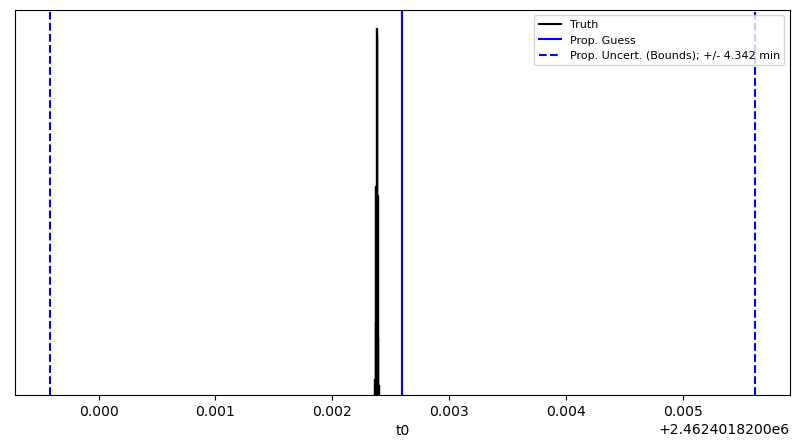 Truth
Prop. Guess
Prop. Uncert. (Bounds); +/- 4.342 min
0.000 0.001 0.002 0.003 0.004 0.005
t0
+2.4624018200e6